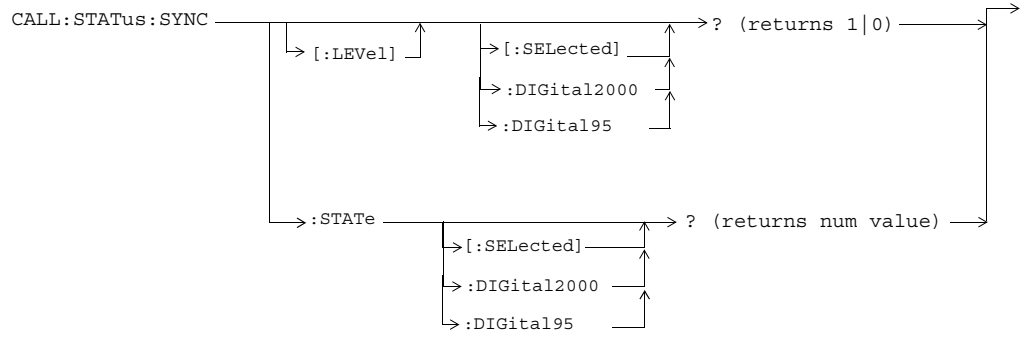 CALL:STATus:SYNC ? (returns 1|0)
[:LEVel] [:SELected]
:DIGital2000
:DIGital95
:STATe ? (returns num value)
[:SELected]
:DIGital2000
:DIGital95